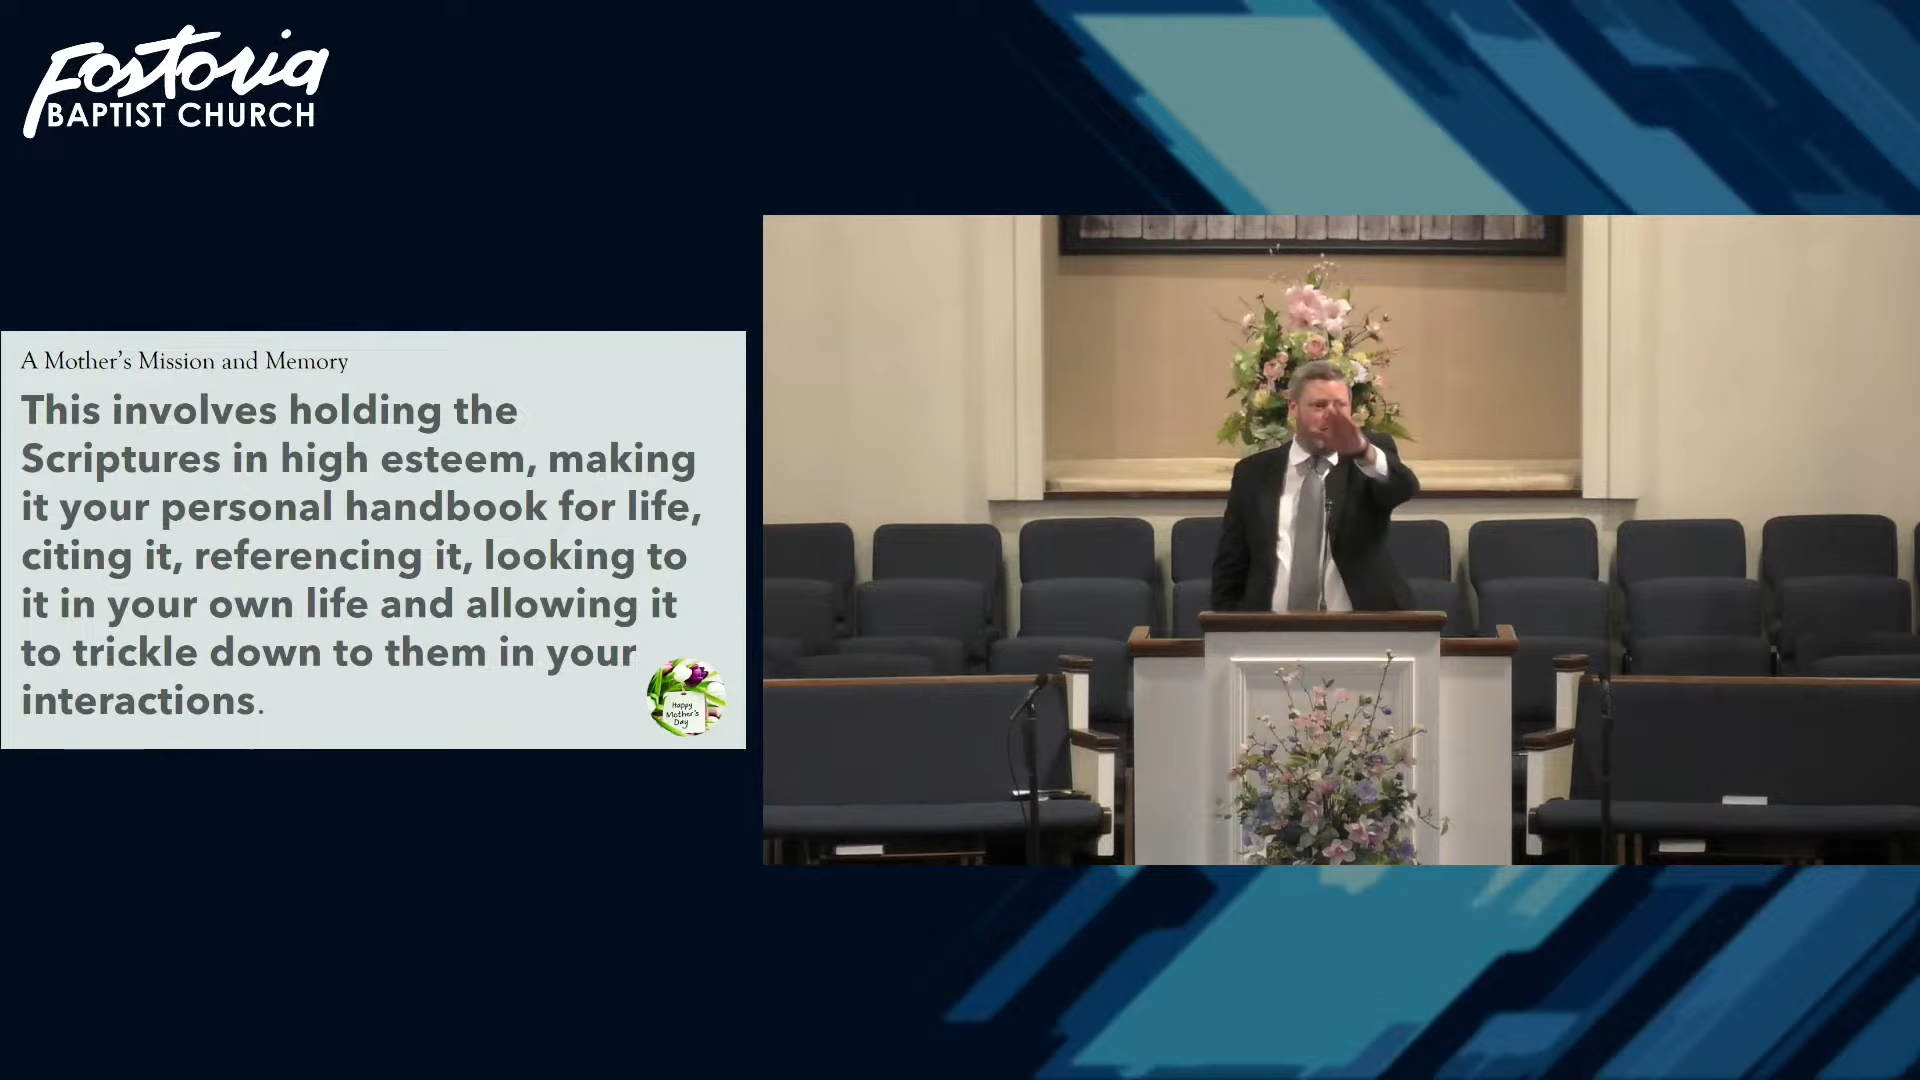 Fostoria
BAPTIST CHURCH
A Mother's Mission and Memory
This involves holding the
Scriptures in high esteem, making
it your personal handbook for life,
citing it, referencing it, looking to
it in your own life and allowing it
to trickle down to them in your
interactions.
Happy
Mother's
Day